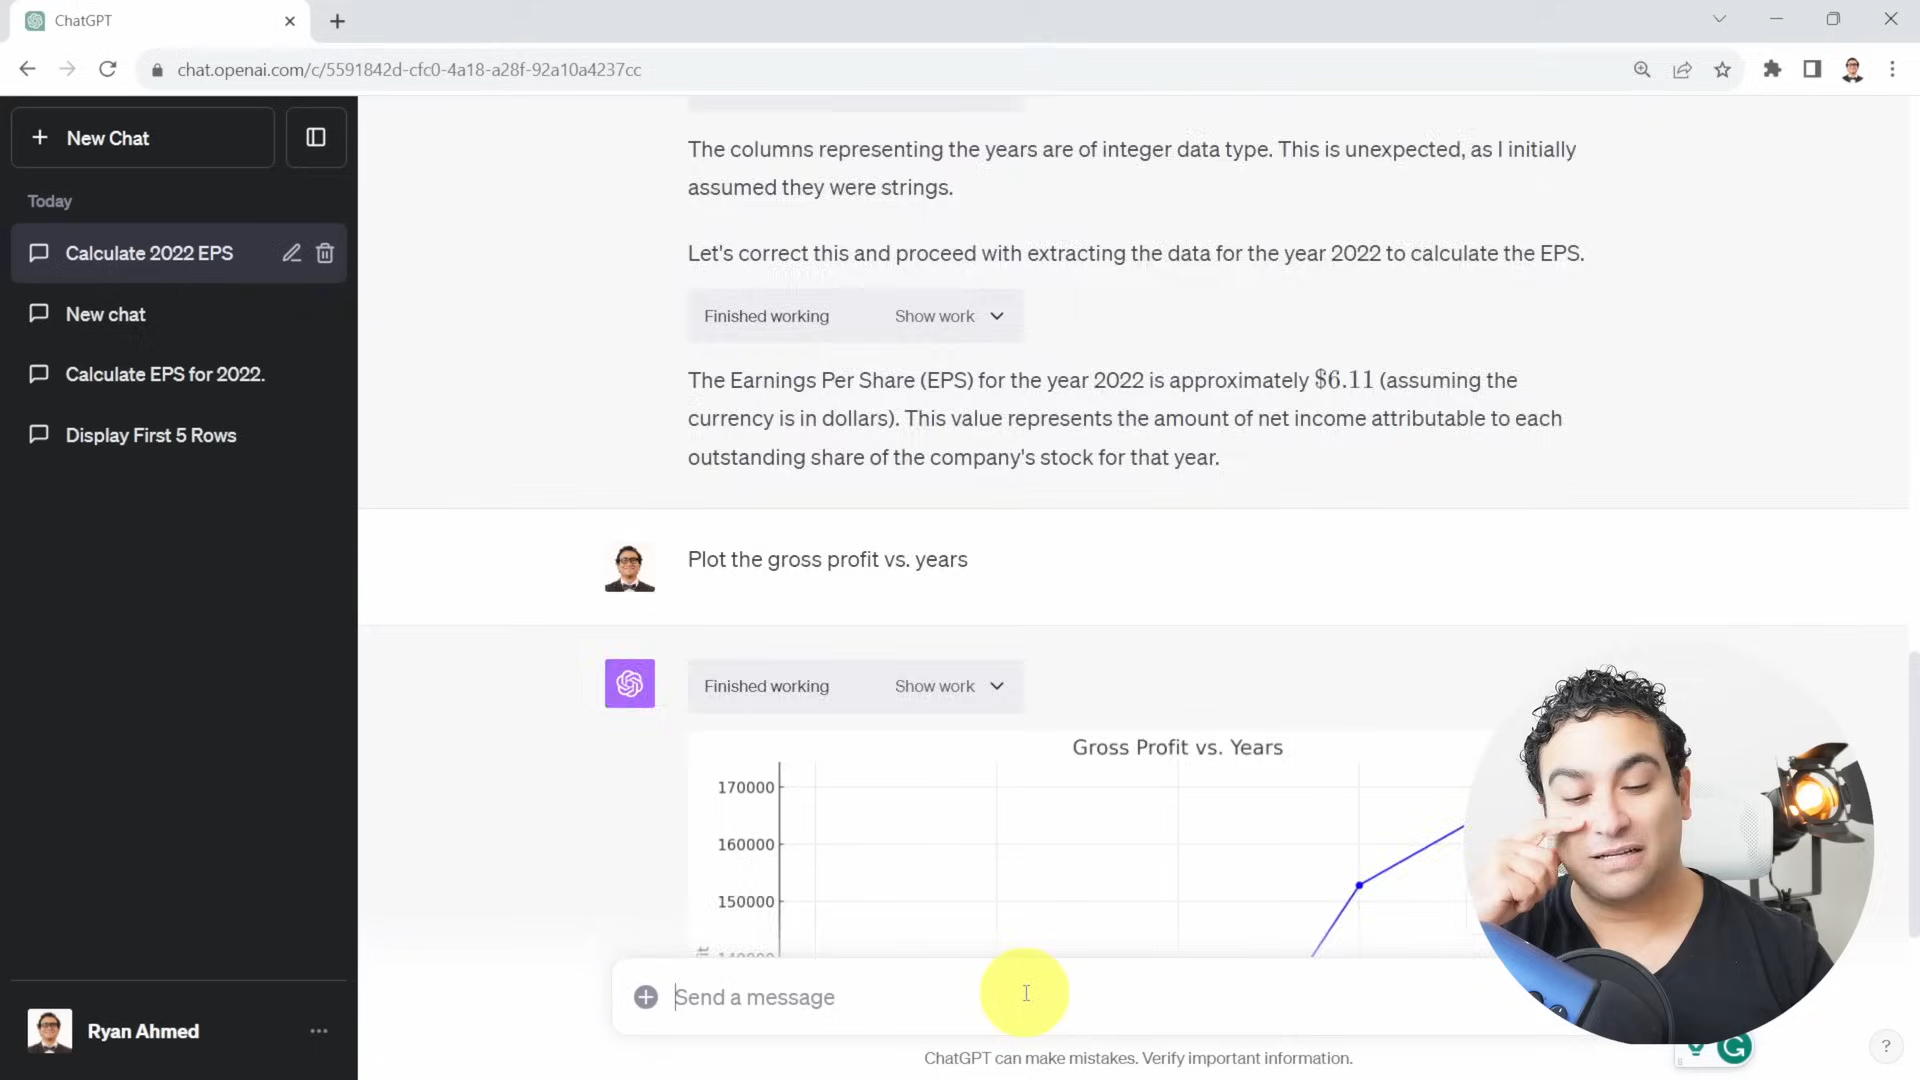 ChatGPT
chat.openai.com/c/5591842d-cfc0-4a18-a28f-92a10a4237cc
New Chat
Today
Calculate 2022 EPS
New chat
Calculate EPS for 2022.
Display First 5 Rows
Ryan Ahmed
The columns representing the years are of integer data type. This is unexpected, as I initially
assumed they were strings.
Let's correct this and proceed with extracting the data for the year 2022 to calculate the EPS.
Finished working Show work
The Earnings Per Share (EPS) for the year 2022 is approximately $6.11 (assuming the
currency is in dollars). This value represents the amount of net income attributable to each
outstanding share of the company's stock for that year.
Plot the gross profit vs. years
Finished working Show work
Gross Profit vs. Years
170000
160000
150000
Send a message
ChatGPT can make mistakes. Verify important information.
?